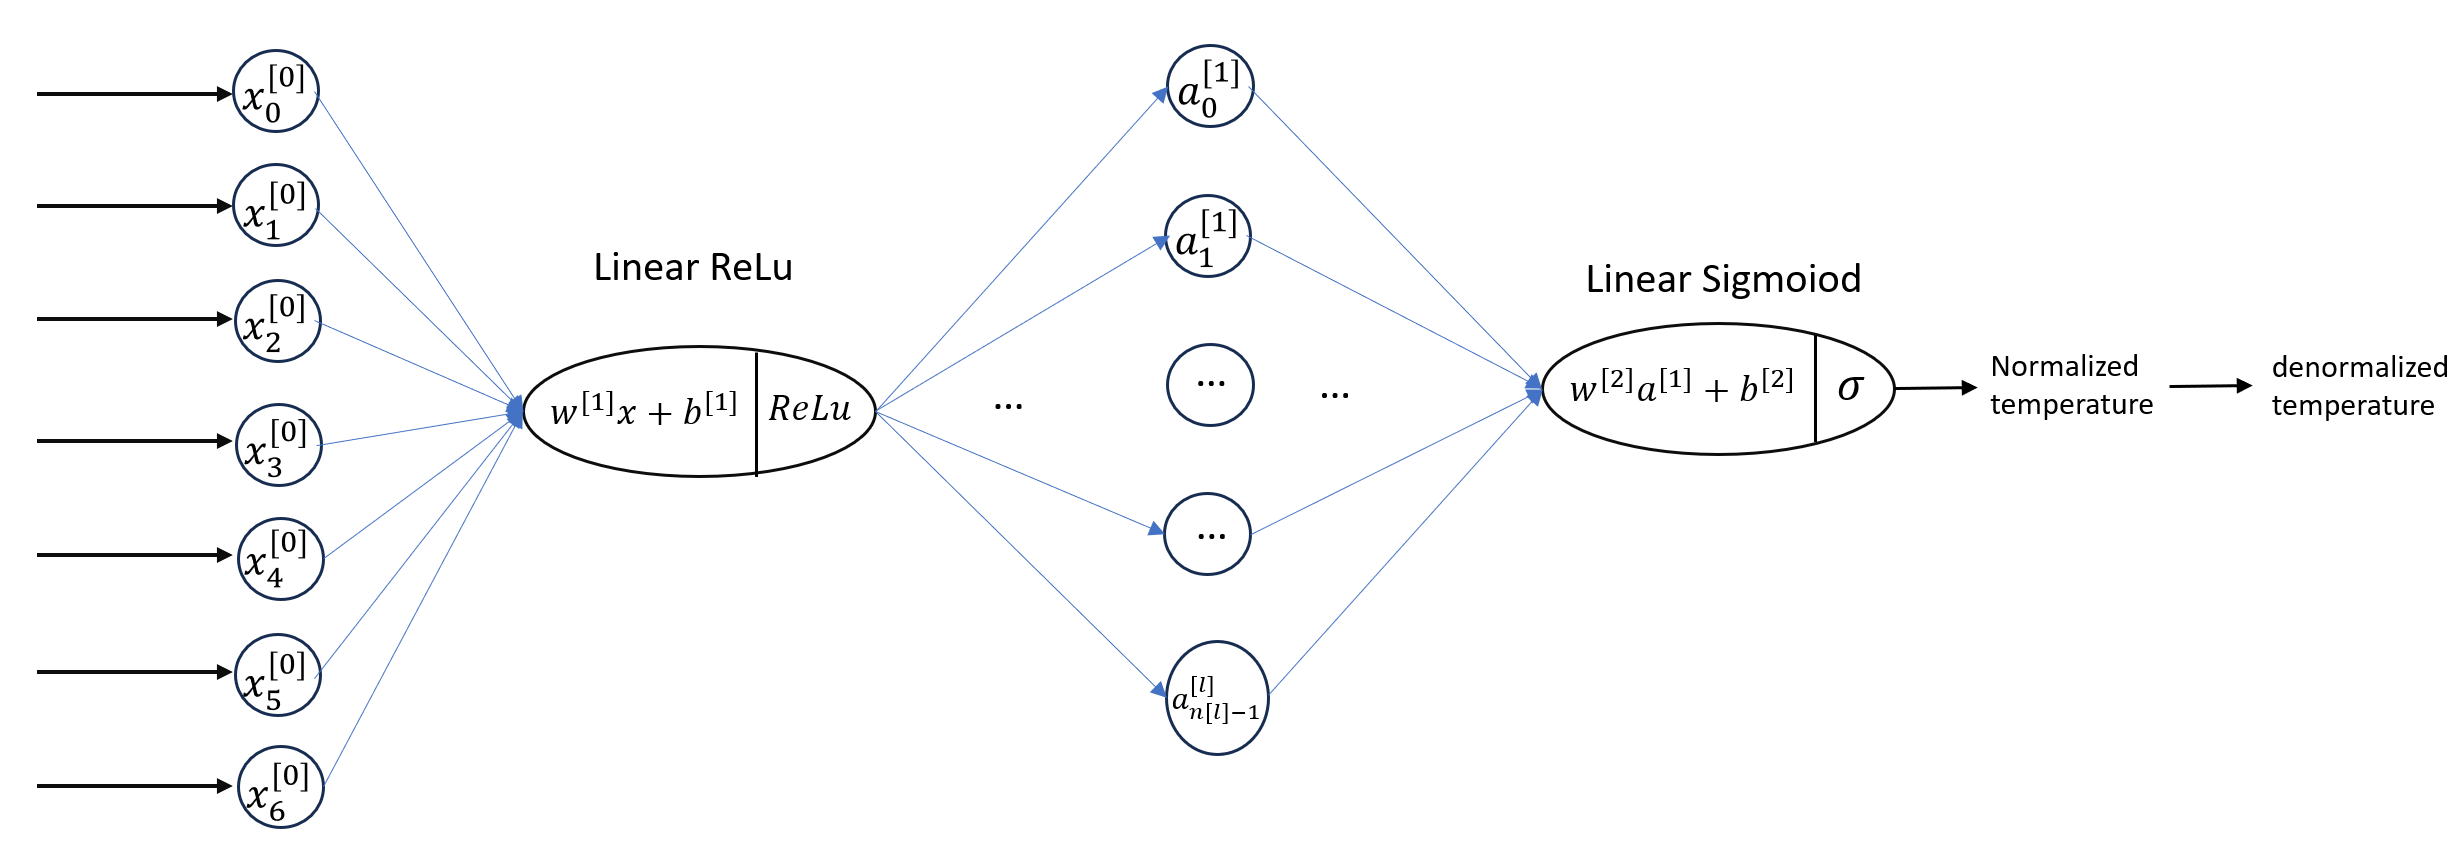 x_0^{[0]}
x_1^{[0]}
x_2^{[0]}
x_3^{[0]}
x_4^{[0]}
x_5^{[0]}
x_6^{[0]}
Linear ReLu
w^{[1]}x + b^{[1]} ReLu
...
a_0^{[1]}
a_1^{[1]}
...
...
a_{n[l]-1}^{[l]}
...
Linear Sigmoiod
w^{[2]}a^{[1]} + b^{[2]} σ
Normalized
temperature
denormalized
temperature